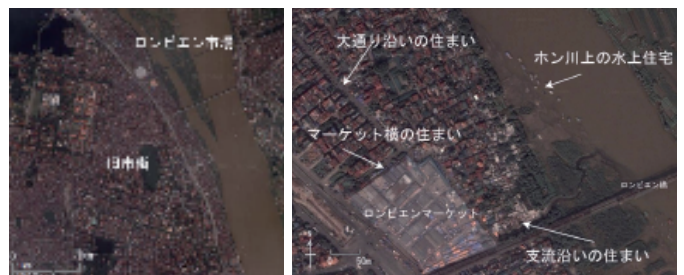 ロンビエン市場
旧市街
大通り沿いの住まい
ホン川上の水上住宅
マーケット横の住まい
ロンビエン橋
ロンビエンマーケット
支流沿いの住まい
50m